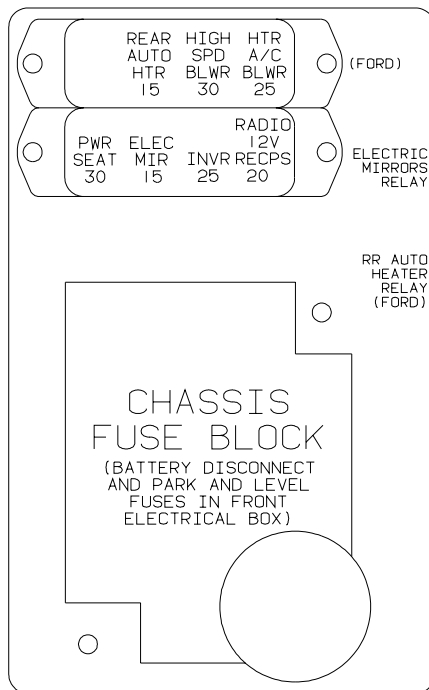 REAR HIGH HTR
AUTO SPD A/C
HTR BLWR BLWR
15 30 25
(FORD)
RADIO
PWR ELEC 12V
SEAT MIR INVR RECPS
30 15 25 20
ELECTRIC
MIRRORS
RELAY
RR AUTO
HEATER
RELAY
(FORD)
CHASSIS
FUSE BLOCK
(BATTERY DISCONNECT
AND PARK AND LEVEL
FUSES IN FRONT
ELECTRICAL BOX)